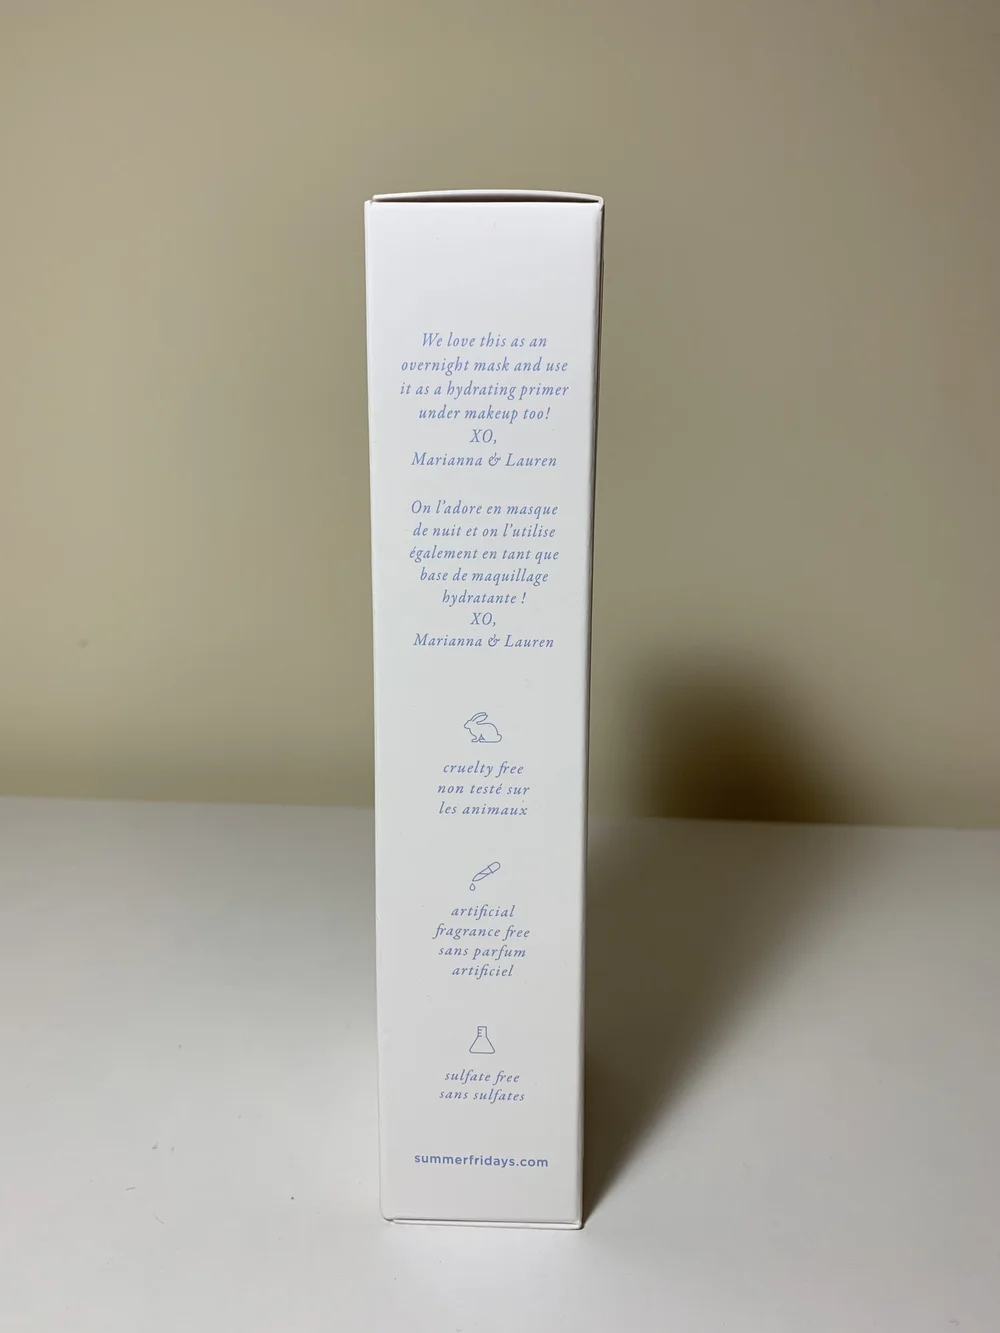 We love this as an
overnight mask and use
it as a hydrating primer
under makeup too!
XO,
Marianna & Lauren
On l'adore en masque
de nuit et on l'utilise
également en tant que
base de maquillage
hydratante !
XO,
Marianna & Lauren
cruelty free
non testé sur
les animaux
artificial
fragrance free
sans parfum
artificiel
sulfate free
sans sulfates
summerfridays.com